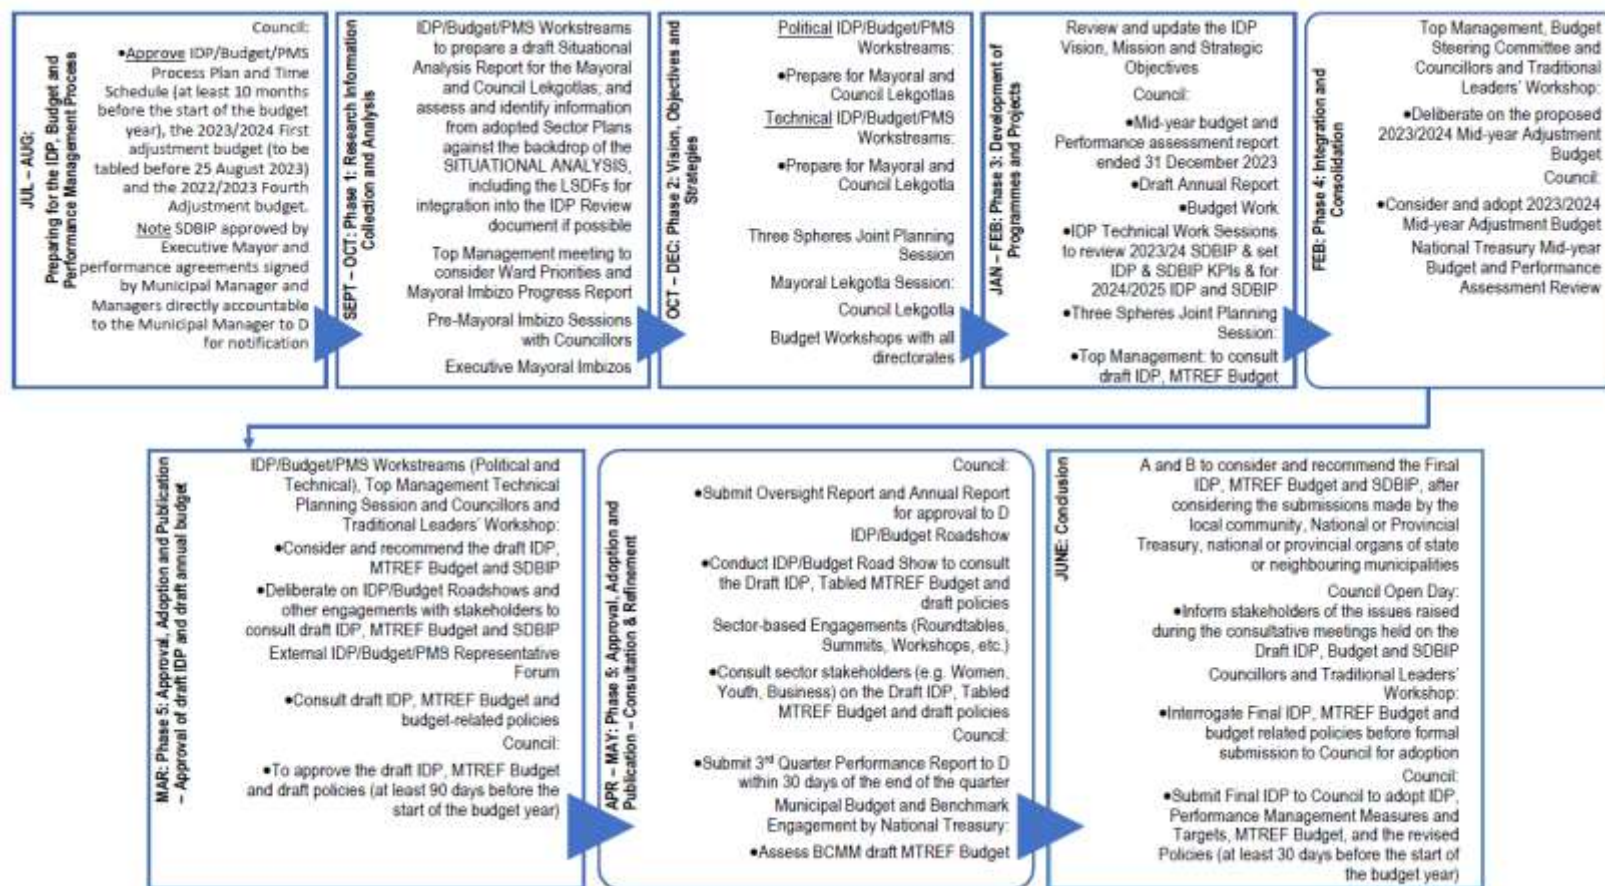 JUL – AUG:
Preparing for the IDP, Budget and
Performance Management Process
Council:
•Approve IDP/Budget/PMS
Process Plan and Time
Schedule (at least 10 months
before the start of the budget
year), the 2023/2024 First
adjustment budget (to be
tabled before 25 August 2023)
and the 2022/2023 Fourth
Adjustment budget.
Note SDBIP approved by
Executive Mayor and
performance agreements signed
by Municipal Manager and
Managers directly accountable
to the Municipal Manager to D
for notification
SEPT – OCT: Phase 1: Research Information
Collection and Analysis
IDP/Budget/PMS Workstreams
to prepare a draft Situational
Analysis Report for the Mayoral
and Council Lekgotlas, and
assess and identify information
from adopted Sector Plans
against the backdrop of the
SITUATIONAL ANALYSIS,
including the LSDFs for
integration into the IDP Review
document if possible
Top Management meeting to
consider Ward Priorities and
Mayoral Imbizo Progress Report
Pre-Mayoral Imbizo Sessions
with Councillors
Executive Mayoral Imbizos
OCT – DEC: Phase 2: Vision, Objectives and
Strategies
Political IDP/Budget/PMS
Workstreams:
•Prepare for Mayoral and
Council Lekgotlas
Technical IDP/Budget/PMS
Workstreams:
•Prepare for Mayoral and
Council Lekgotla
Three Spheres Joint Planning
Session
Mayoral Lekgotla Session:
Council Lekgotla
Budget Workshops with all
directorates
JAN – FEB: Phase 3: Development of
Programmes and Projects
Review and update the IDP
Vision, Mission and Strategic
Objectives
Council:
•Mid-year budget and
Performance assessment report
ended 31 December 2023
•Draft Annual Report
•Budget Work
•IDP Technical Work Sessions
to review 2023/24 SDBIP & set
IDP & SDBIP KPIs & for
2024/2025 IDP and SDBIP
•Three Spheres Joint Planning
Session:
•Top Management: to consult
draft IDP, MTREF Budget
FEB: Phase 4: Integration and
Consolidation
Top Management, Budget
Steering Committee and
Councillors and Traditional
Leaders' Workshop:
•Deliberate on the proposed
2023/2024 Mid-year Adjustment
Budget
Council:
•Consider and adopt 2023/2024
Mid-year Adjustment Budget
National Treasury Mid-year
Budget and Performance
Assessment Review
MAR: Phase 5: Approval, Adoption and Publication
– Approval of draft IDP and draft annual budget
IDP/Budget/PMS Workstreams (Political and
Technical), Top Management Technical
Planning Session and Councillors and
Traditional Leaders' Workshop:
•Consider and recommend the draft IDP,
MTREF Budget and SDBIP
•Deliberate on IDP/Budget Roadshows and
other engagements with stakeholders to
consult draft IDP, MTREF Budget and SDBIP
External IDP/Budget/PMS Representative
Forum
•Consult draft IDP, MTREF Budget and
budget-related policies
Council:
•To approve the draft IDP, MTREF Budget
and draft policies (at least 90 days before the
start of the budget year)
APR – MAY: Phase 5: Approval, Adoption and
Publication – Consultation & Refinement
Council:
•Submit Oversight Report and Annual Report
for approval to D
IDP/Budget Roadshow
•Conduct IDP/Budget Road Show to consult
the Draft IDP, Tabled MTREF Budget and
draft policies
Sector-based Engagements (Roundtables,
Summits, Workshops, etc.)
•Consult sector stakeholders (e.g. Women,
Youth, Business) on the Draft IDP, Tabled
MTREF Budget and draft policies
Council:
•Submit 3rd Quarter Performance Report to D
within 30 days of the end of the quarter
Municipal Budget and Benchmark
Engagement by National Treasury:
•Assess BCMM draft MTREF Budget
JUNE: Conclusion
A and B to consider and recommend the Final
IDP, MTREF Budget and SDBIP, after
considering the submissions made by the
local community, National or Provincial
Treasury, national or provincial organs of state
or neighbouring municipalities
Council Open Day:
•Inform stakeholders of the issues raised
during the consultative meetings held on the
Draft IDP, Budget and SDBIP
Councillors and Traditional Leaders'
Workshop:
•Interrogate Final IDP, MTREF Budget and
budget related policies before formal
submission to Council for adoption
Council:
•Submit Final IDP to Council to adopt IDP,
Performance Management Measures and
Targets, MTREF Budget, and the revised
Policies (at least 30 days before the start of
the budget year)